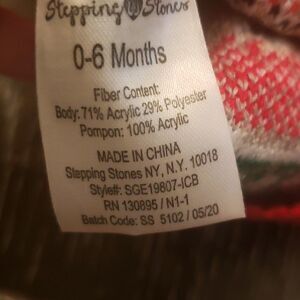 Stepping Stones
0-6 Months
Fiber Content:
Body: 71% Acrylic 29% Polyester
Pompon: 100% Acrylic
MADE IN CHINA
Stepping Stones NY, N.Y. 10018
Style#: SGE19807-ICB
RN 130895 / N1-1
Batch Code: SS 5102 / 05/20